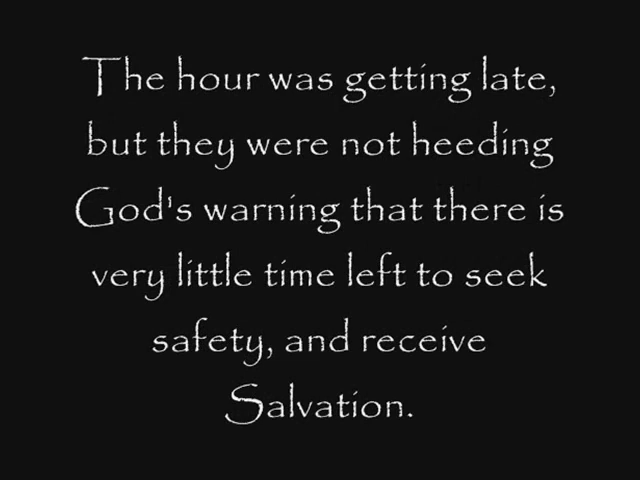 The hour was getting late,
but they were not heeding
God's warning that there is
very little time left to seek
safety, and receive
Salvation.